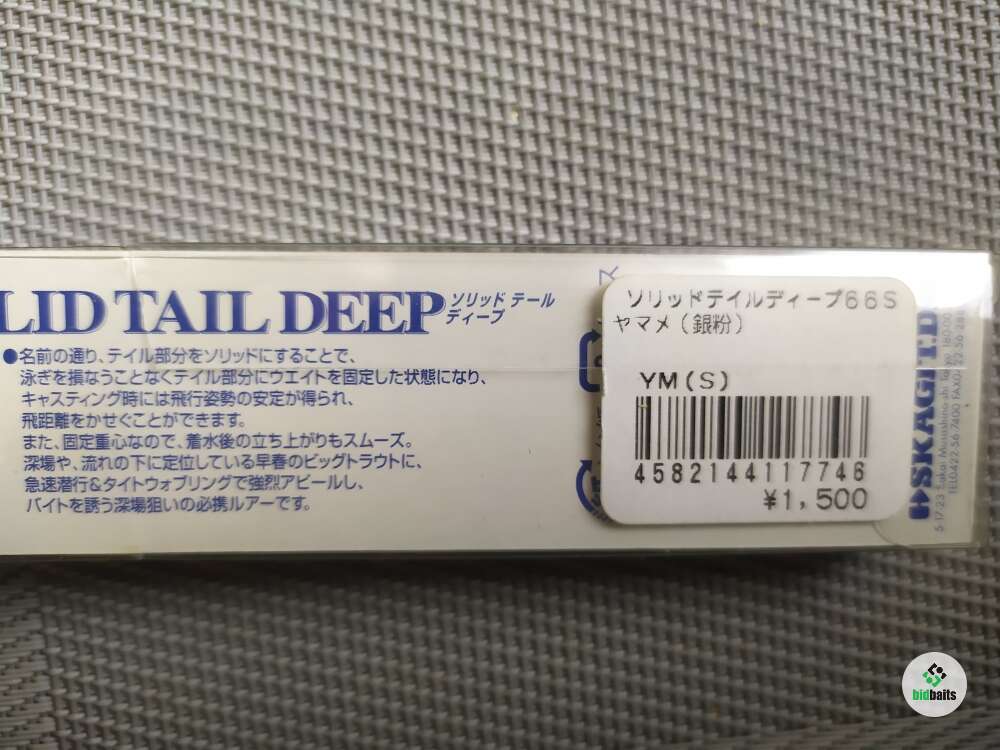 LID TAIL DEEP ソリッド テール
ディープ
●名前の通り、テイル部分をソリッドにすることで、
泳ぎを損なうことなくテイル部分にウエイトを固定した状態になり、
キャスティング時には飛行姿勢の安定が得られ、
飛距離をかせぐことができます。
また、固定重心なので、着水後の立ち上がりもスムーズ。
深場や、流れの下に定位している早春のビッグトラウトに、
急速潜行&タイトウォブリングで強烈アピールし、
バイトを誘う深場狙いの必携ルアーです。
ソリッドテイルディープ66S
ヤマメ(銀粉)
YM(S)
4582144117746
¥1,500
SKAGIT.D
5-17-23 Sakai Musashino-shi
TEL0422.56.7400
bidbaits